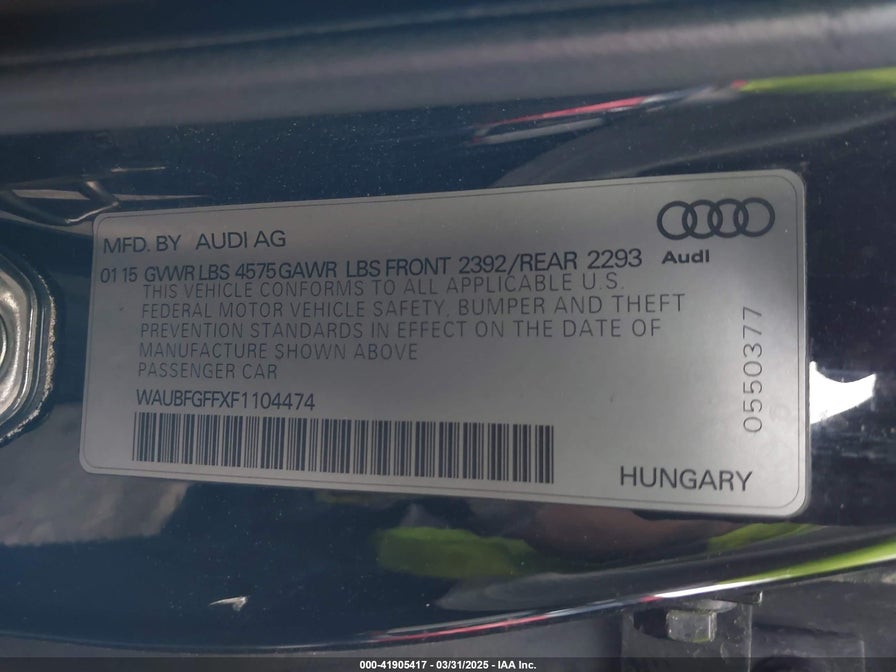 MFD. BY AUDI AG
Audi
01 15 GVWR LBS 4575 GAWR LBS FRONT 2392/REAR 2293
THIS VEHICLE CONFORMS TO ALL APPLICABLE U.S.
FEDERAL MOTOR VEHICLE SAFETY, BUMPER AND THEFT
PREVENTION STANDARDS IN EFFECT ON THE DATE OF
MANUFACTURE SHOWN ABOVE
PASSENGER CAR
WAUBFGFFXF1104474
0550377
HUNGARY
000-41905417 - 03/31/2025 - IAA Inc.